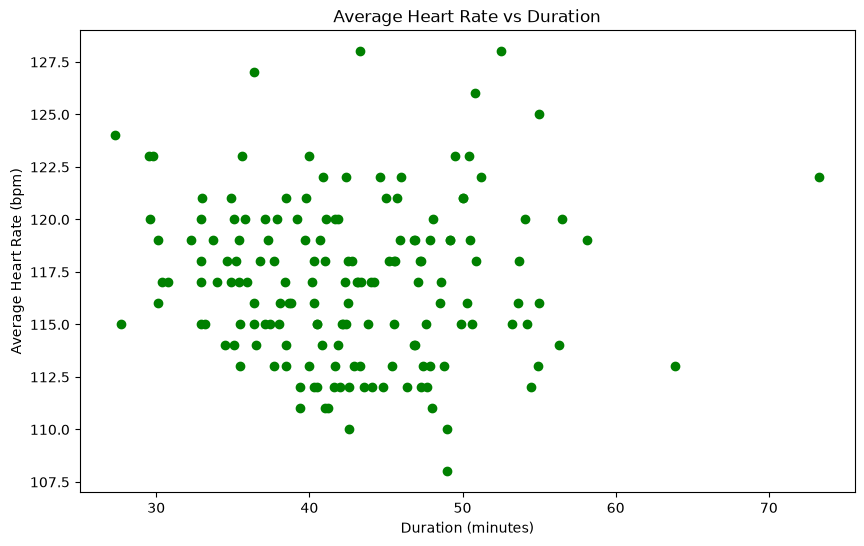 Average Heart Rate vs Duration
Average Heart Rate (bpm)
127.5
125.0
122.5
120.0
117.5
115.0
112.5
110.0
107.5
30 40 50 60 70
Duration (minutes)